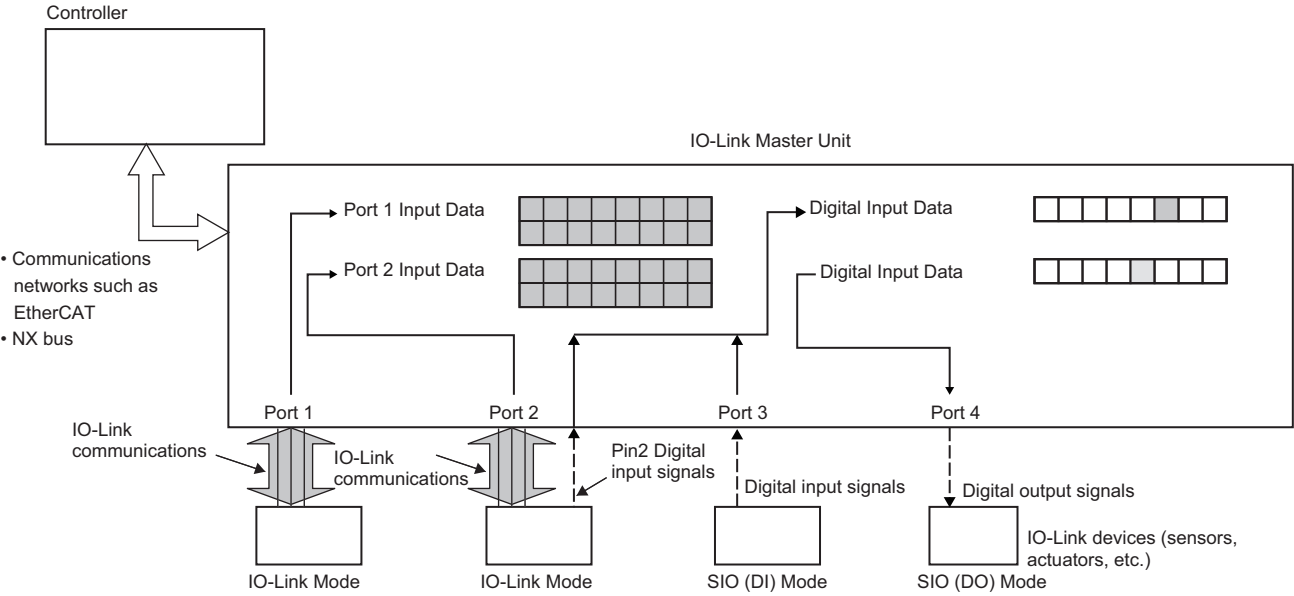 Controller
IO-Link Master Unit
Port 1 Input Data
Digital Input Data
Port 2 Input Data
Digital Input Data
• Communications
networks such as
EtherCAT
• NX bus
Port 1
Port 2
Port 3
Port 4
IO-Link
communications
IO-Link
communications
Pin2 Digital
input signals
Digital input signals
Digital output signals
IO-Link devices (sensors,
actuators, etc.)
IO-Link Mode
IO-Link Mode
SIO (DI) Mode
SIO (DO) Mode